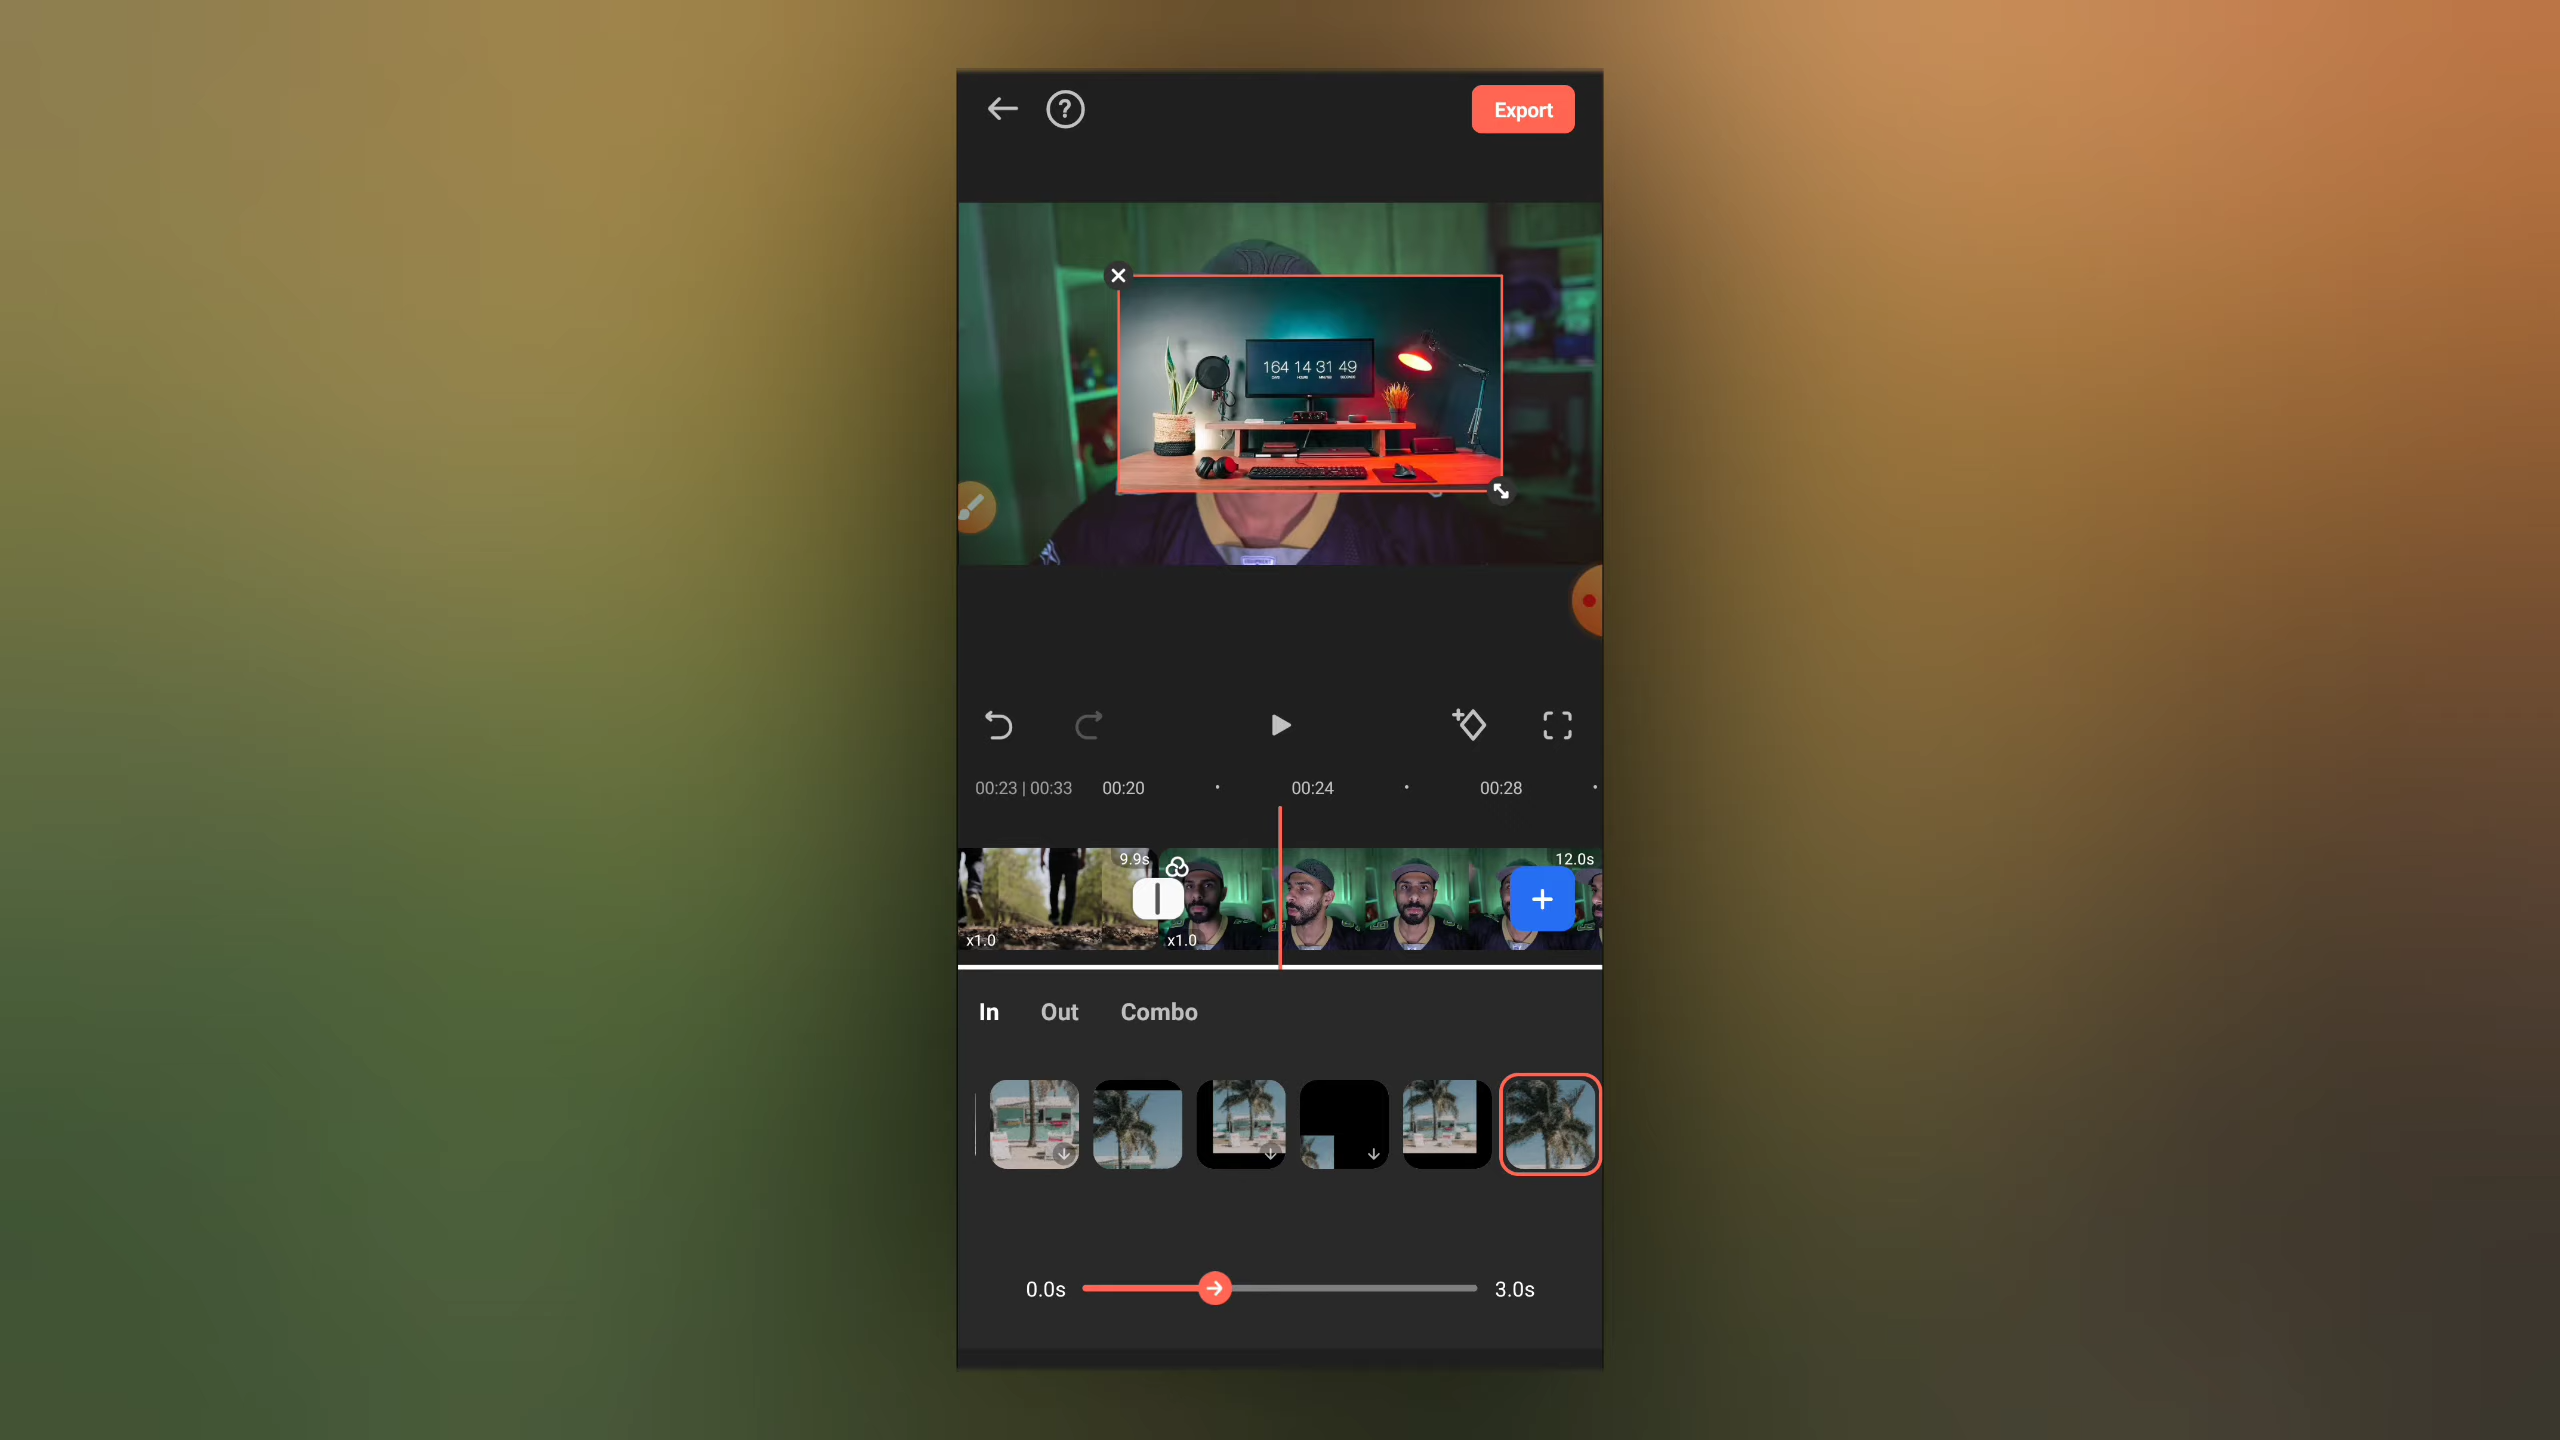 Export
164 14 31 49
00:23 | 00:33 00:20 00:24 00:28
9.9s 12.0s
x1.0 x1.0
In Out Combo
0.0s 3.0s